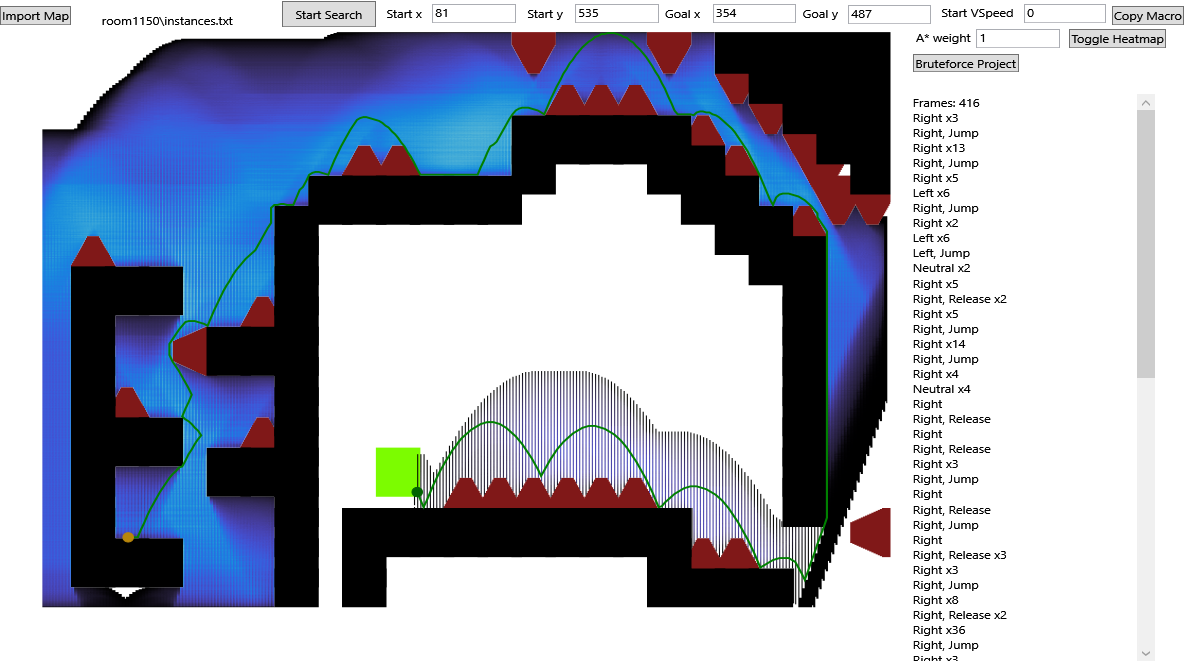 Import Map
room1150\instances.txt
Start Search
Start x 81
Start y 535
Goal x 354
Goal y 487
Start VSpeed 0
Copy Macro
A* weight 1
Toggle Heatmap
Bruteforce Project
Frames: 416
Right x3
Right, Jump
Right x13
Right, Jump
Right x5
Left x6
Right, Jump
Right x2
Left x6
Left, Jump
Neutral x2
Right x5
Right, Release x2
Right x5
Right, Jump
Right x14
Right, Jump
Right x4
Neutral x4
Right
Right, Release
Right
Right, Release
Right x3
Right, Jump
Right
Right, Release
Right, Jump
Right
Right, Release x3
Right x3
Right, Jump
Right x8
Right, Release x2
Right x36
Right, Jump
Right x3